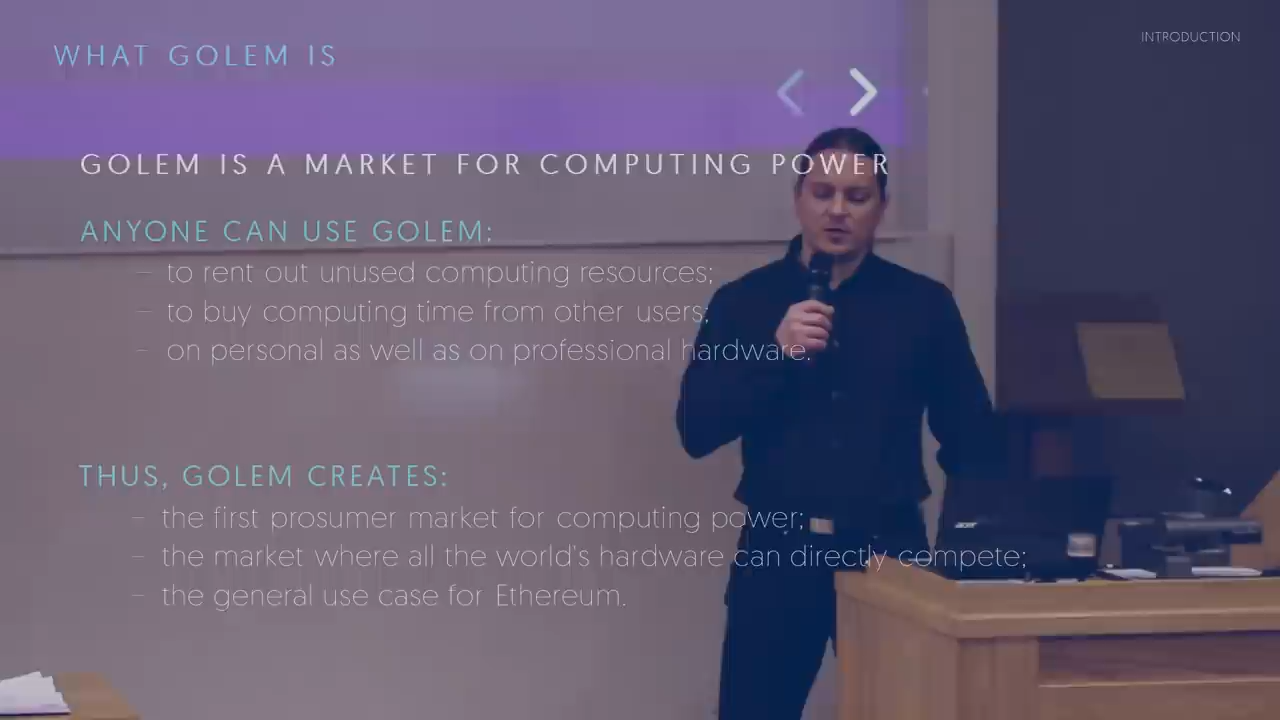 WHAT GOLEM IS
INTRODUCTION
GOLEM IS A MARKET FOR COMPUTING POWER
ANYONE CAN USE GOLEM:
– to rent out unused computing resources;
– to buy computing time from other users;
– on personal as well as on professional hardware.
THUS, GOLEM CREATES:
– the first prosumer market for computing power;
– the market where all the world's hardware can directly compete;
– the general use case for Ethereum.
acer